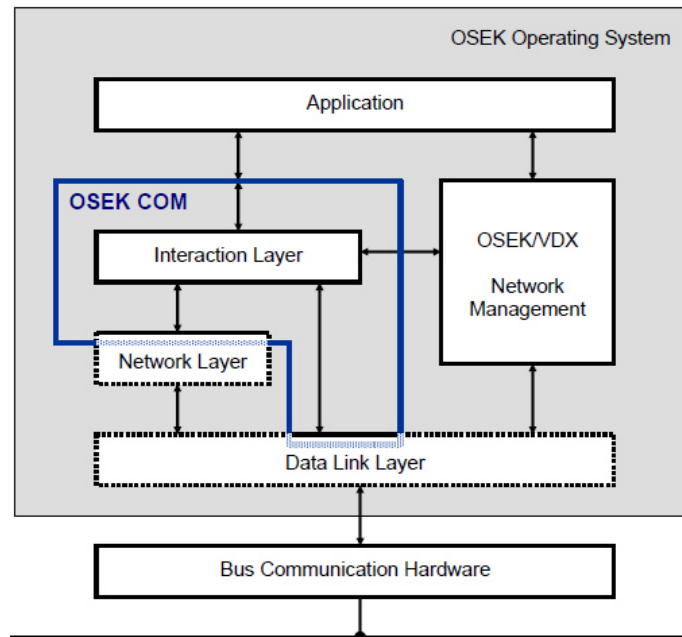 OSEK Operating System
Application
OSEK COM
Interaction Layer
OSEK/VDX
Network
Management
Network Layer
Data Link Layer
Bus Communication Hardware